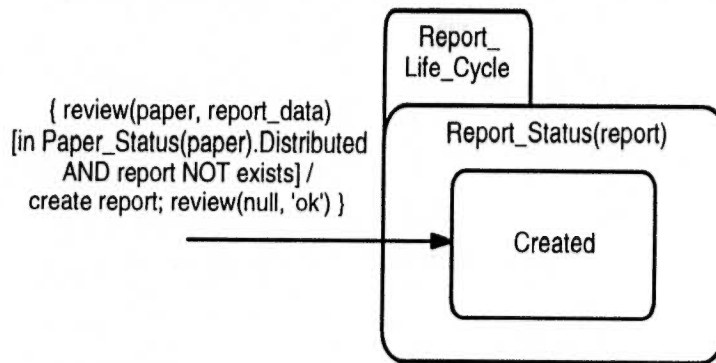 Report_
Life_Cycle
{ review(paper, report_data)
[in Paper_Status(paper).Distributed
AND report NOT exists] /
create report; review(null, 'ok') }
Report_Status(report)
Created